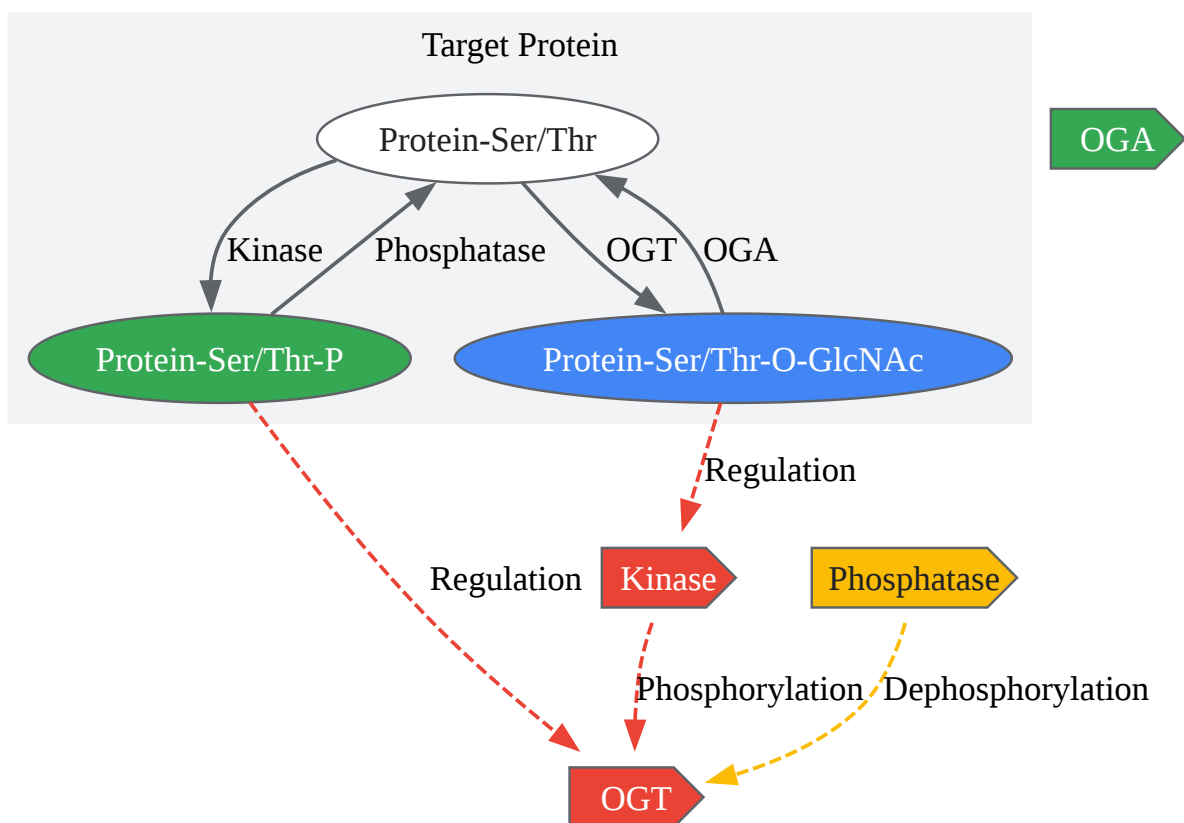 Target Protein
Protein-Ser/Thr
OGA
Kinase
Phosphatase
OGT
OGA
Protein-Ser/Thr-P
Protein-Ser/Thr-O-GlcNAc
Regulation
Regulation
Kinase
Phosphatase
Phosphorylation
Dephosphorylation
OGT